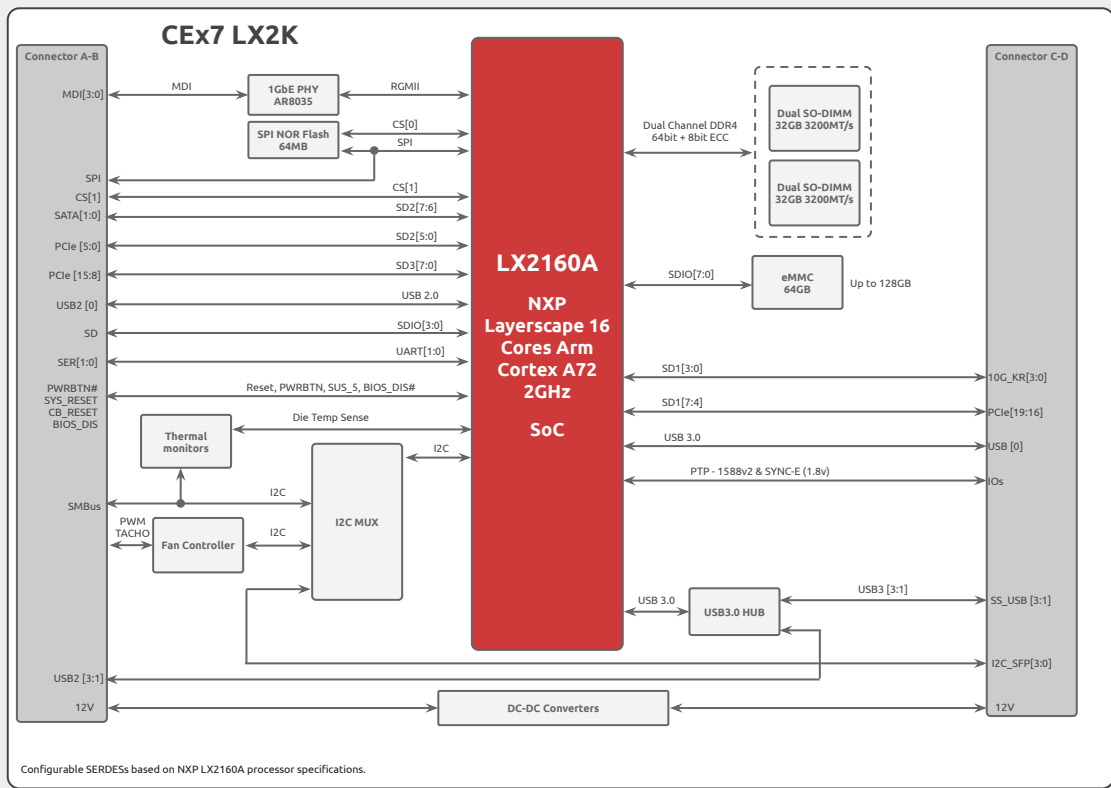 CEx7 LX2K
Connector A-B
Connector C-D
MDI[3:0]
MDI
1GbE PHY
AR8035
RGMII
SPI NOR Flash
64MB
CS[0]
SPI
SPI
CS[1]
CS[1]
SATA[1:0]
SD2[7:6]
PCIe [5:0]
SD2[5:0]
PCIe [15:8]
SD3[7:0]
USB2 [0]
USB 2.0
SD
SDIO[3:0]
SER[1:0]
UART[1:0]
PWRBTN#
SYS_RESET
CB_RESET
BIOS_DIS
Reset, PWRBTN, SUS_5, BIOS_DIS#
Die Temp Sense
Thermal
monitors
I2C
SMBus
I2C
I2C MUX
PWM
TACHO
Fan Controller
I2C
USB2 [3:1]
12V
LX2160A
NXP
Layerscape 16
Cores Arm
Cortex A72
2GHz
SoC
Dual Channel DDR4
64bit + 8bit ECC
Dual SO-DIMM
32GB 3200MT/s
Dual SO-DIMM
32GB 3200MT/s
SDIO[7:0]
eMMC
64GB
Up to 128GB
SD1[3:0]
10G_KR[3:0]
SD1[7:4]
PCIe[19:16]
USB 3.0
USB [0]
PTP - 1588v2 & SYNC-E (1.8v)
IOs
USB 3.0
USB3.0 HUB
USB3 [3:1]
SS_USB [3:1]
I2C_SFP[3:0]
DC-DC Converters
12V
Configurable SERDESs based on NXP LX2160A processor specifications.